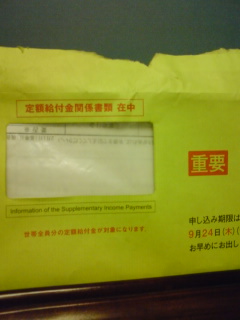 定額給付金関係書類 在中
重要
Information of the Supplementary Income Payments
世帯全員分の定額給付金が対象になります
申し込み期限は
9月24日(木)(
お早めにお出し